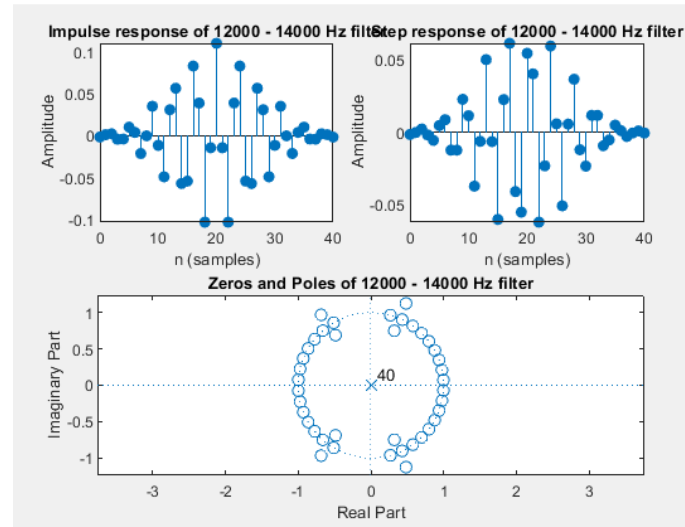 Impulse response of 12000 - 14000 Hz filter
Step response of 12000 - 14000 Hz filter
0.1
0.05
0
-0.05
-0.1
Amplitude
0 10 20 30 40
n (samples)
0.05
0
-0.05
Amplitude
0 10 20 30 40
n (samples)
Zeros and Poles of 12000 - 14000 Hz filter
1
0.5
0
-0.5
-1
Imaginary Part
40
-3 -2 -1 0 1 2 3
Real Part